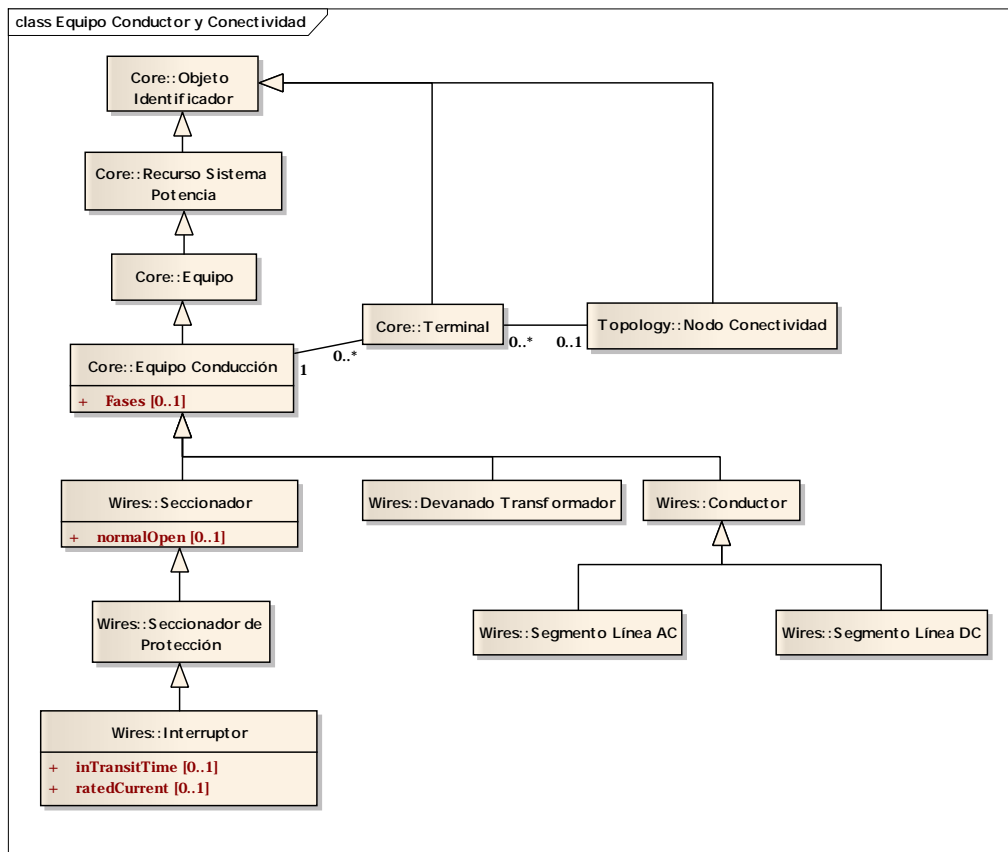 class Equipo Conductor y Conectividad
Core::Objeto
Identificador
Core::Recurso Sistema
Potencia
Core::Equipo
Core::Terminal
Topology::Nodo Conectividad
0..*
0..1
0..*
1
Core::Equipo Conducción
+ Fases [0..1]
Wires::Seccionador
+ normalOpen [0..1]
Wires::Devanado Transformador
Wires::Conductor
Wires::Seccionador de
Protección
Wires::Segmento Línea AC
Wires::Segmento Línea DC
Wires::Interruptor
+ inTransitTime [0..1]
+ ratedCurrent [0..1]